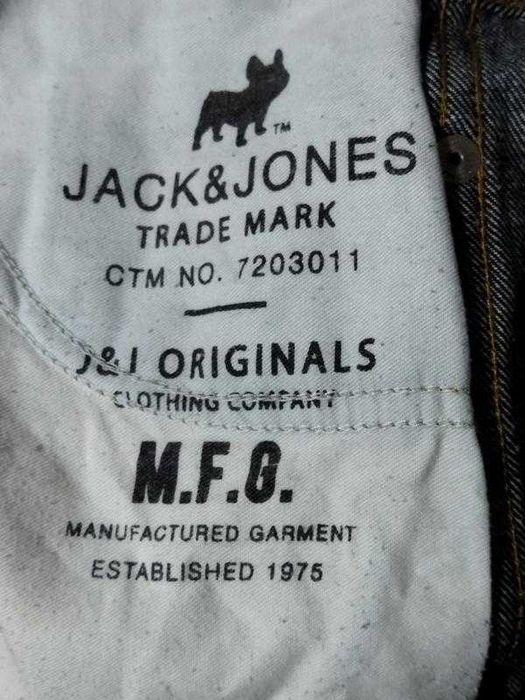 TM
JACK&JONES
TRADE MARK
CTM NO. 7203011
J&J ORIGINALS
CLOTHING COMPANY
M.F.G.
MANUFACTURED GARMENT
ESTABLISHED 1975